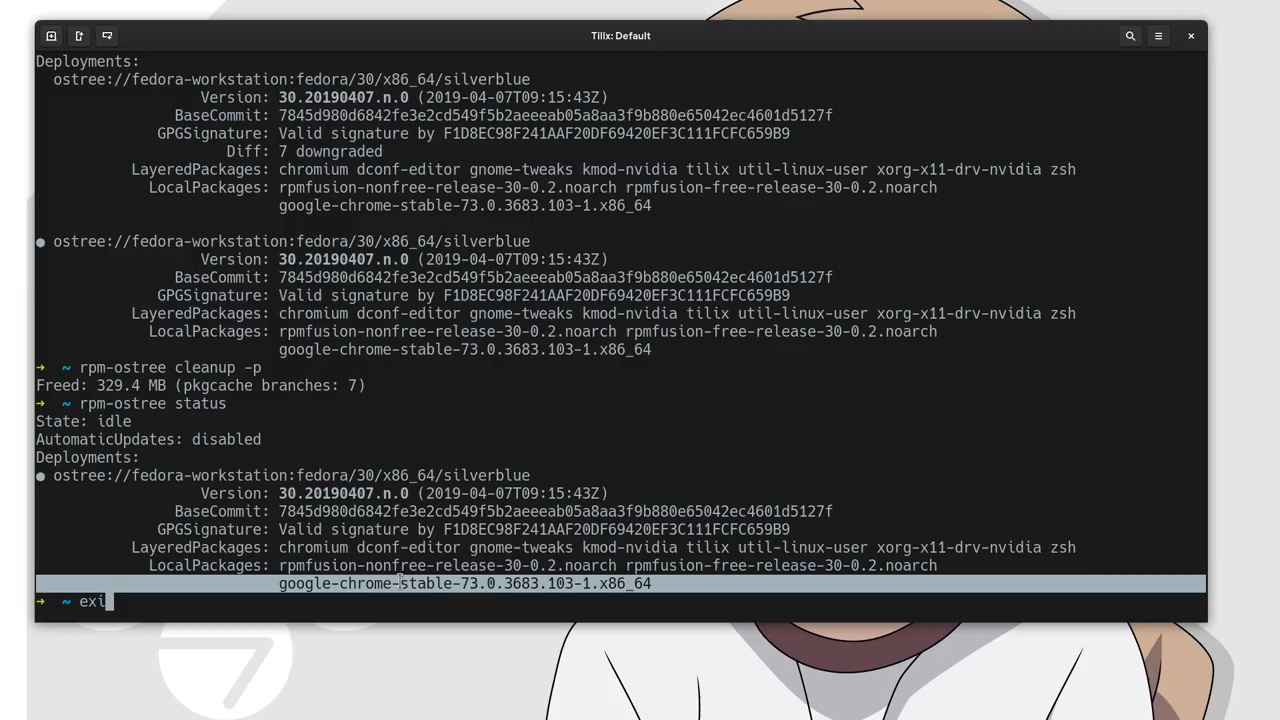 Tilix: Default
Deployments:
ostree://fedora-workstation:fedora/30/x86_64/silverblue
Version: 30.20190407.n.0 (2019-04-07T09:15:43Z)
BaseCommit: 7845d980d6842fe3e2cd549f5b2aeeeab05a8aa3f9b880e65042ec4601d5127f
GPGSignature: Valid signature by F1D8EC98F241AAF20DF69420EF3C111FCFC659B9
Diff: 7 downgraded
LayeredPackages: chromium dconf-editor gnome-tweaks kmod-nvidia tilix util-linux-user xorg-x11-drv-nvidia zsh
LocalPackages: rpmfusion-nonfree-release-30-0.2.noarch rpmfusion-free-release-30-0.2.noarch
google-chrome-stable-73.0.3683.103-1.x86_64
● ostree://fedora-workstation:fedora/30/x86_64/silverblue
Version: 30.20190407.n.0 (2019-04-07T09:15:43Z)
BaseCommit: 7845d980d6842fe3e2cd549f5b2aeeeab05a8aa3f9b880e65042ec4601d5127f
GPGSignature: Valid signature by F1D8EC98F241AAF20DF69420EF3C111FCFC659B9
LayeredPackages: chromium dconf-editor gnome-tweaks kmod-nvidia tilix util-linux-user xorg-x11-drv-nvidia zsh
LocalPackages: rpmfusion-nonfree-release-30-0.2.noarch rpmfusion-free-release-30-0.2.noarch
google-chrome-stable-73.0.3683.103-1.x86_64
➜ ~ rpm-ostree cleanup -p
Freed: 329.4 MB (pkgcache branches: 7)
➜ ~ rpm-ostree status
State: idle
AutomaticUpdates: disabled
Deployments:
● ostree://fedora-workstation:fedora/30/x86_64/silverblue
Version: 30.20190407.n.0 (2019-04-07T09:15:43Z)
BaseCommit: 7845d980d6842fe3e2cd549f5b2aeeeab05a8aa3f9b880e65042ec4601d5127f
GPGSignature: Valid signature by F1D8EC98F241AAF20DF69420EF3C111FCFC659B9
LayeredPackages: chromium dconf-editor gnome-tweaks kmod-nvidia tilix util-linux-user xorg-x11-drv-nvidia zsh
LocalPackages: rpmfusion-nonfree-release-30-0.2.noarch rpmfusion-free-release-30-0.2.noarch
google-chrome-stable-73.0.3683.103-1.x86_64
➜ ~ exi